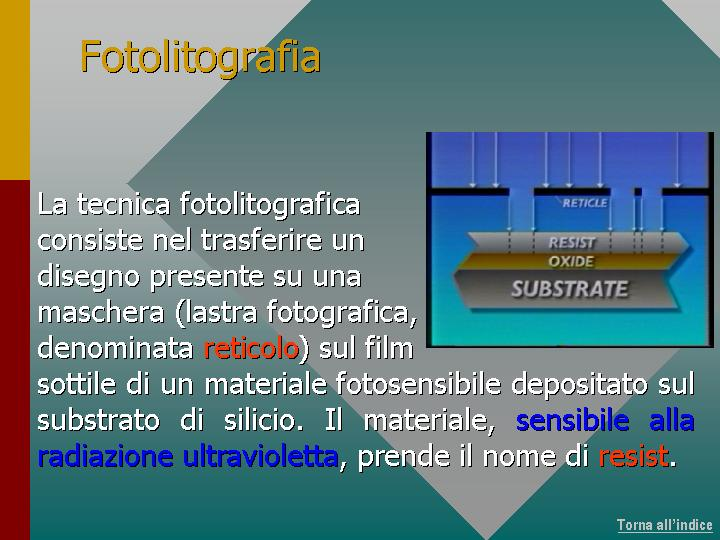 Fotolitografia
La tecnica fotolitografica
consiste nel trasferire un
disegno presente su una
maschera (lastra fotografica,
denominata reticolo) sul film
sottile di un materiale fotosensibile depositato sul
substrato di silicio. Il materiale, sensibile alla
radiazione ultravioletta, prende il nome di resist.
RETICLE
RESIST
OXIDE
SUBSTRATE
Torna all'indice